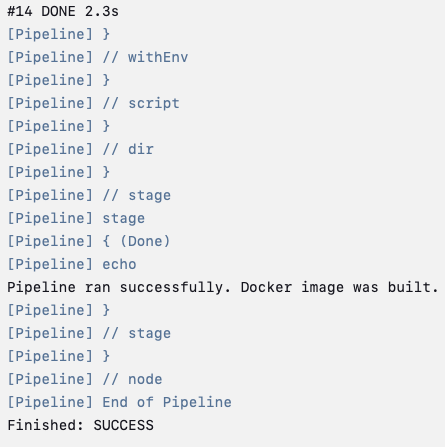 #14 DONE 2.3s
[Pipeline] }
[Pipeline] // withEnv
[Pipeline] }
[Pipeline] // script
[Pipeline] }
[Pipeline] // dir
[Pipeline] }
[Pipeline] // stage
[Pipeline] stage
[Pipeline] { (Done)
[Pipeline] echo
Pipeline ran successfully. Docker image was built.
[Pipeline] }
[Pipeline] // stage
[Pipeline] }
[Pipeline] // node
[Pipeline] End of Pipeline
Finished: SUCCESS